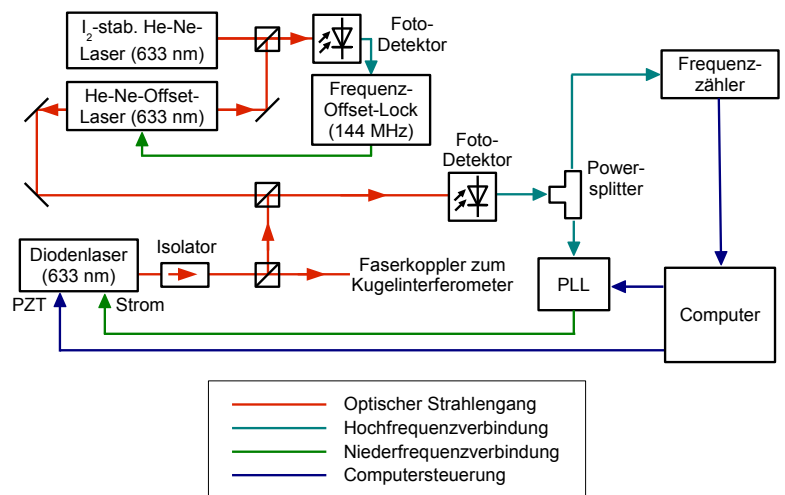 I2-stab. He-Ne-
Laser (633 nm)
Foto-
Detektor
Frequenz-
zähler
He-Ne-Offset-
Laser (633 nm)
Frequenz-
Offset-Lock
(144 MHz)
Foto-
Detektor
Power-
splitter
Diodenlaser
(633 nm)
Isolator
Faserkoppler zum
Kugelinterferometer
PLL
Computer
PZT
Strom
Optischer Strahlengang
Hochfrequenzverbindung
Niederfrequenzverbindung
Computersteuerung